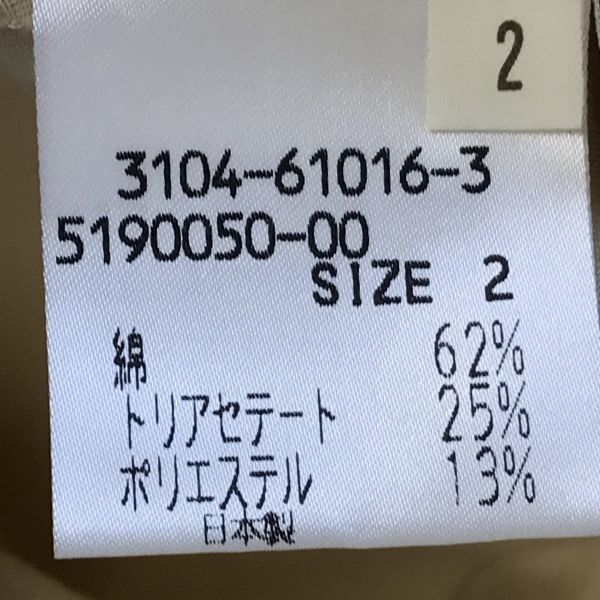 2
3104-61016-3
5190050-00
SIZE 2
綿 62%
トリアセテート 25%
ポリエステル 13%
日本製